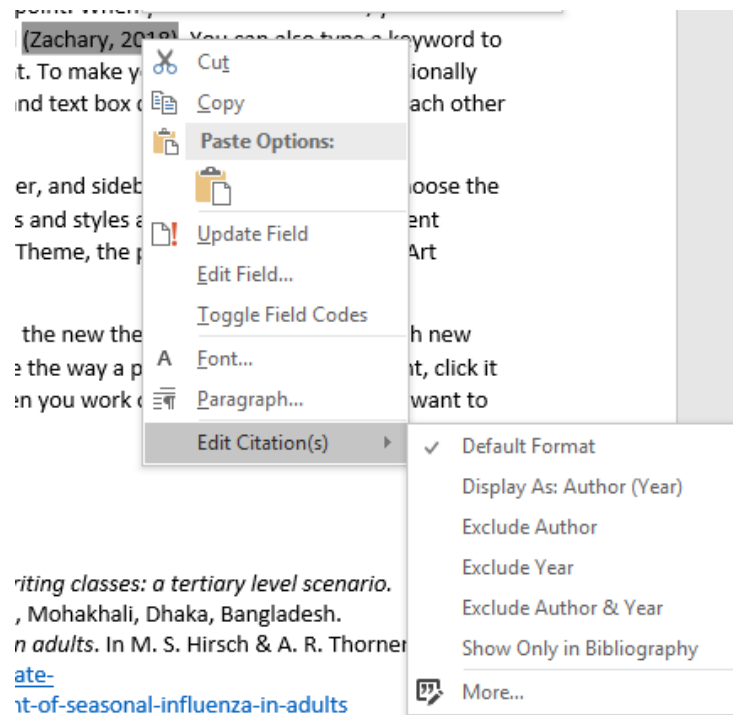 (Zachary, 2018). You can also type a keyword to
t. To make y
ionally
nd text box
ach other
er, and sideb
oose the
s and styles a
ent
Theme, the p
Art
the new the
h new
e the way a p
nt, click it
en you work
want to
Cut
Copy
Paste Options:
Update Field
Edit Field...
Toggle Field Codes
A Font...
Paragraph...
Edit Citation(s)
Default Format
Display As: Author (Year)
Exclude Author
Exclude Year
Exclude Author & Year
Show Only in Bibliography
More...
riting classes: a tertiary level scenario.
, Mohakhali, Dhaka, Bangladesh.
n adults. In M. S. Hirsch & A. R. Thorner
ate-
nt-of-seasonal-influenza-in-adults